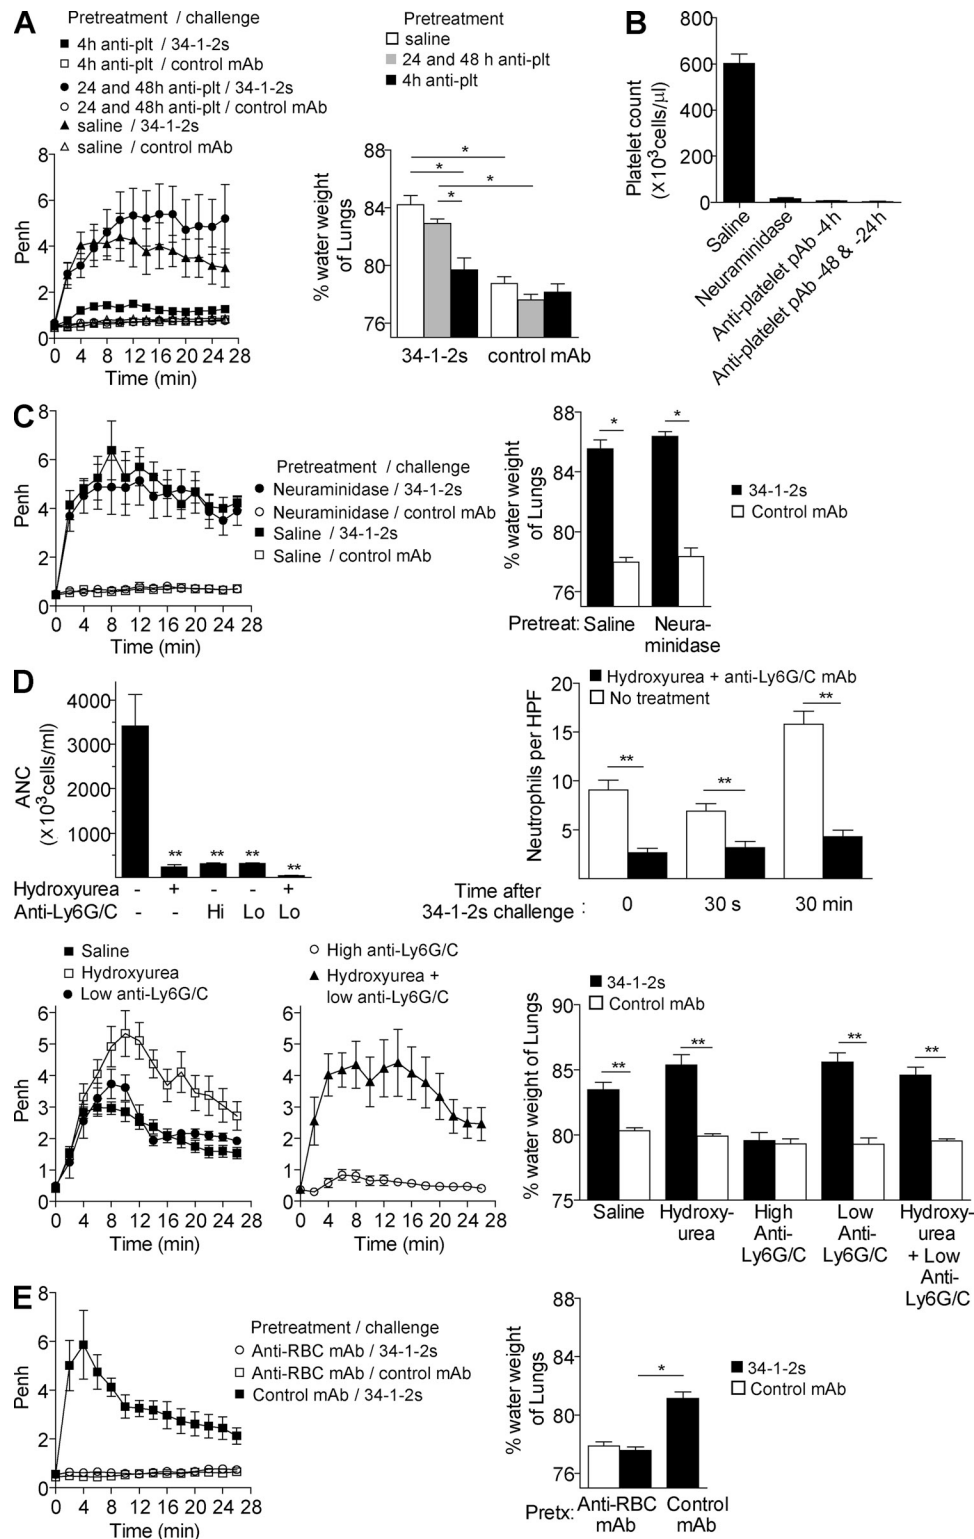 A
Pretreatment / challenge
4h anti-plt / 34-1-2s
4h anti-plt / control mAb
24 and 48h anti-plt / 34-1-2s
24 and 48h anti-plt / control mAb
saline / 34-1-2s
saline / control mAb
8
6
4
2
0
Penh
0 4 8 12 16 20 24 28
Time (min)
Pretreatment
saline
24 and 48 h anti-plt
4h anti-plt
88
84
80
76
% water weight
of Lungs
* * * *
34-1-2s control mAb
B
800
600
400
200
0
Platelet count
(X10³cells/µl)
Saline
Neuraminidase
Anti-platelet pAb -4h
Anti-platelet pAb -48 & -24h
C
8
6
4
2
0
Penh
0 4 8 12 16 20 24 28
Time (min)
Pretreatment / challenge
Neuraminidase / 34-1-2s
Neuraminidase / control mAb
Saline / 34-1-2s
Saline / control mAb
88
84
80
76
% water weight
of Lungs
* *
34-1-2s
Control mAb
Pretreat: Saline Neura-
minidase
D
4000
3000
2000
1000
ANC
(X10³cells/ml)
** ** ** **
Hydroxyurea - + - - +
Anti-Ly6G/C - - Hi Lo Lo
Hydroxyurea + anti-Ly6G/C mAb
No treatment
20
15
10
5
Neutrophils per HPF
** ** **
Time after
34-1-2s challenge : 0 30 s 30 min
Saline
Hydroxyurea
Low anti-Ly6G/C
6
5
4
3
2
1
0
Penh
0 4 8 12 16 20 24 28
Time (min)
High anti-Ly6G/C
Hydroxyurea +
low anti-Ly6G/C
6
5
4
3
2
1
0
0 4 8 12 16 20 24 28
Time (min)
34-1-2s
Control mAb
90
85
80
75
% water weight of Lungs
** ** ** **
Saline Hydroxy-
urea High
Anti-
Ly6G/C Low
Anti-
Ly6G/C Hydroxy-
urea
+ Low
Anti-
Ly6G/C
E
8
6
4
2
0
Penh
0 4 8 12 16 20 24 28
Time (min)
Pretreatment / challenge
Anti-RBC mAb / 34-1-2s
Anti-RBC mAb / control mAb
Control mAb / 34-1-2s
88
84
80
76
% water weight
of Lungs
*
34-1-2s
Control mAb
Pretx: Anti-RBC Control
mAb mAb